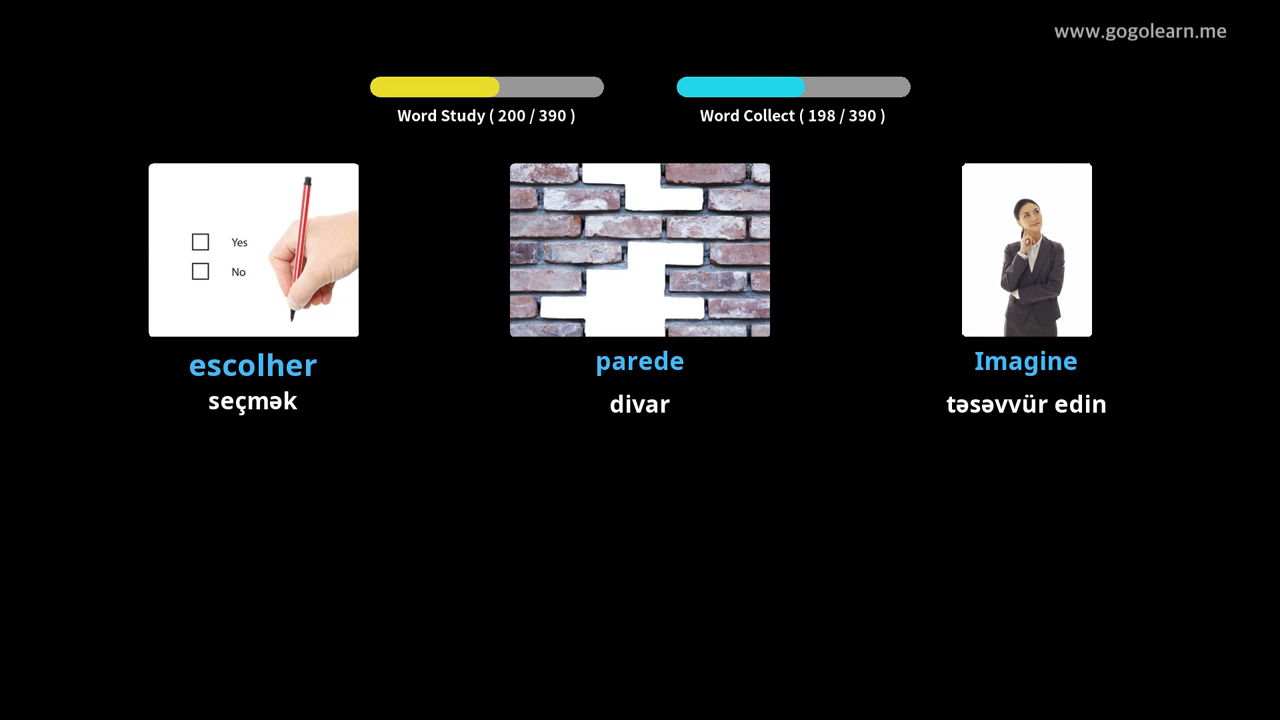 www.gogolearn.me
Word Study ( 200 / 390 )
Word Collect ( 198 / 390 )
Yes
No
escolher
seçmək
parede
divar
Imagine
təsəvvür edin